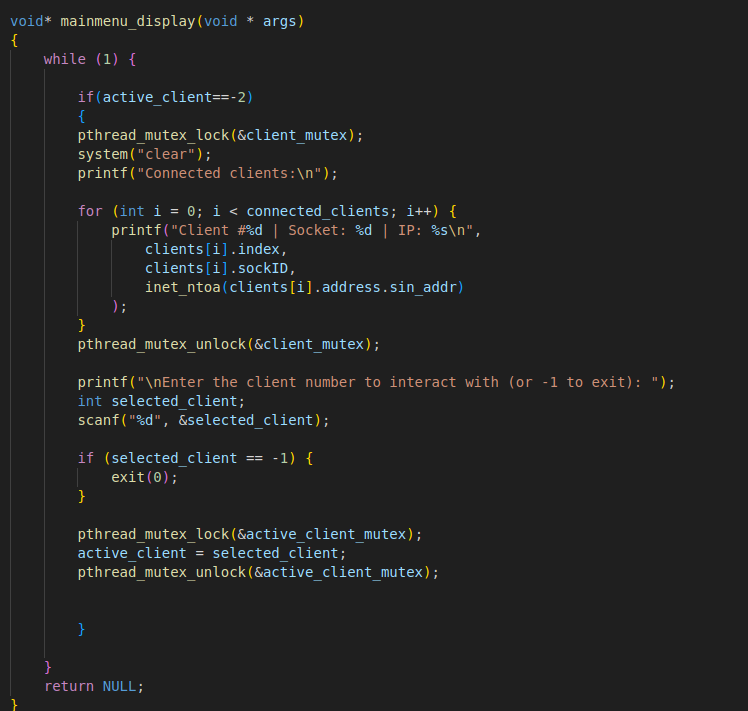 void* mainmenu_display(void * args)
{
    while (1) {
        if(active_client==-2)
        {
        pthread_mutex_lock(&client_mutex);
        system("clear");
        printf("Connected clients:\n");
        for (int i = 0; i < connected_clients; i++) {
            printf("Client #%d | Socket: %d | IP: %s\n",
                clients[i].index,
                clients[i].sockID,
                inet_ntoa(clients[i].address.sin_addr)
            );
        }
        pthread_mutex_unlock(&client_mutex);
        printf("\nEnter the client number to interact with (or -1 to exit): ");
        int selected_client;
        scanf("%d", &selected_client);
        if (selected_client == -1) {
            exit(0);
        }
        pthread_mutex_lock(&active_client_mutex);
        active_client = selected_client;
        pthread_mutex_unlock(&active_client_mutex);
        }
    }
    return NULL;
}